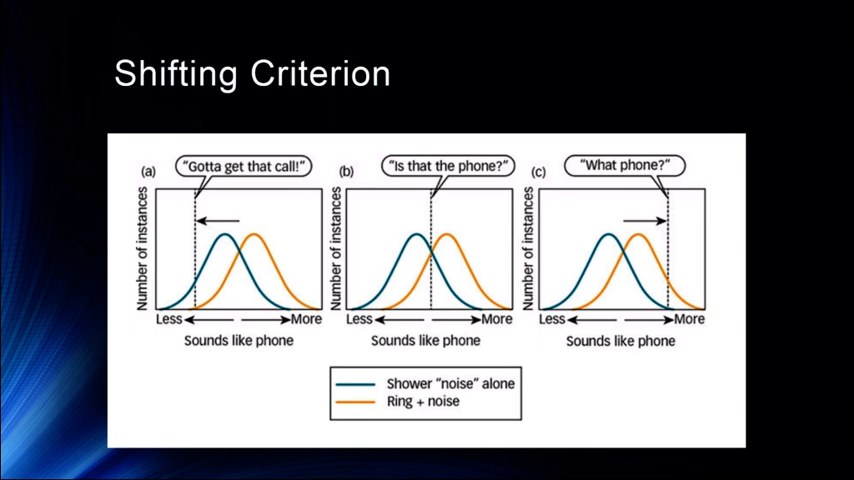 Shifting Criterion
(a)
"Gotta get that call!"
Number of instances
Less
More
Sounds like phone
(b)
"Is that the phone?"
Number of instances
Less
More
Sounds like phone
(c)
"What phone?"
Number of instances
Less
More
Sounds like phone
Shower "noise" alone
Ring + noise